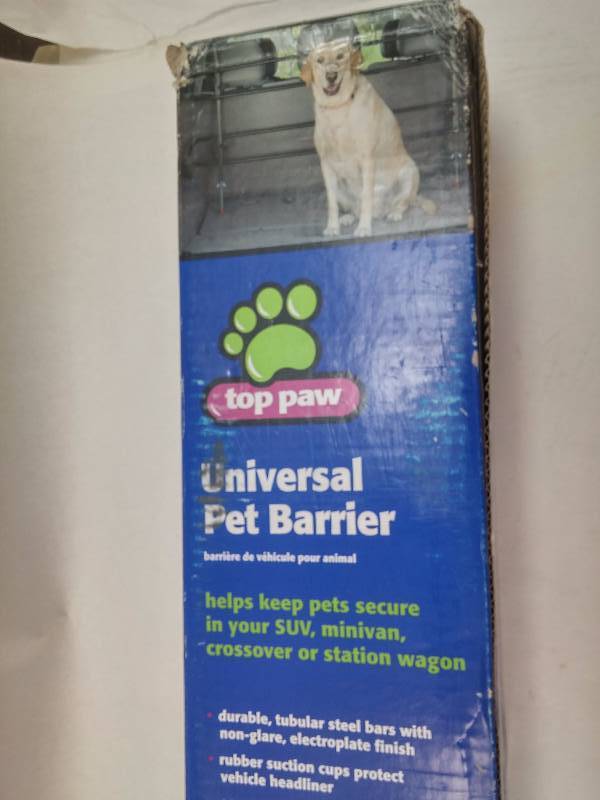 top paw
Universal
Pet Barrier
barrière de véhicule pour animal
helps keep pets secure
in your SUV, minivan,
crossover or station wagon
• durable, tubular steel bars with
non-glare, electroplate finish
• rubber suction cups protect
vehicle headliner